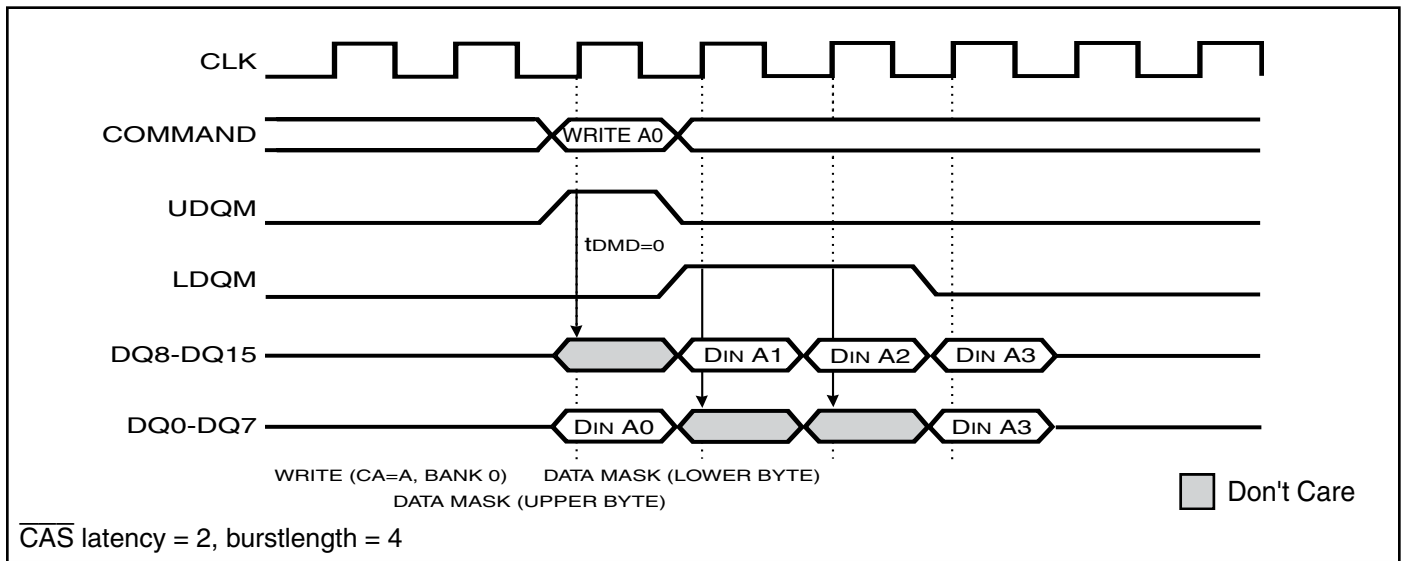 CLK
COMMAND
WRITE A0
UDQM
tDMD=0
LDQM
DQ8-DQ15
DIN A1
DIN A2
DIN A3
DQ0-DQ7
DIN A0
DIN A3
WRITE (CA=A, BANK 0) DATA MASK (LOWER BYTE)
DATA MASK (UPPER BYTE)
Don't Care
CAS latency = 2, burstlength = 4